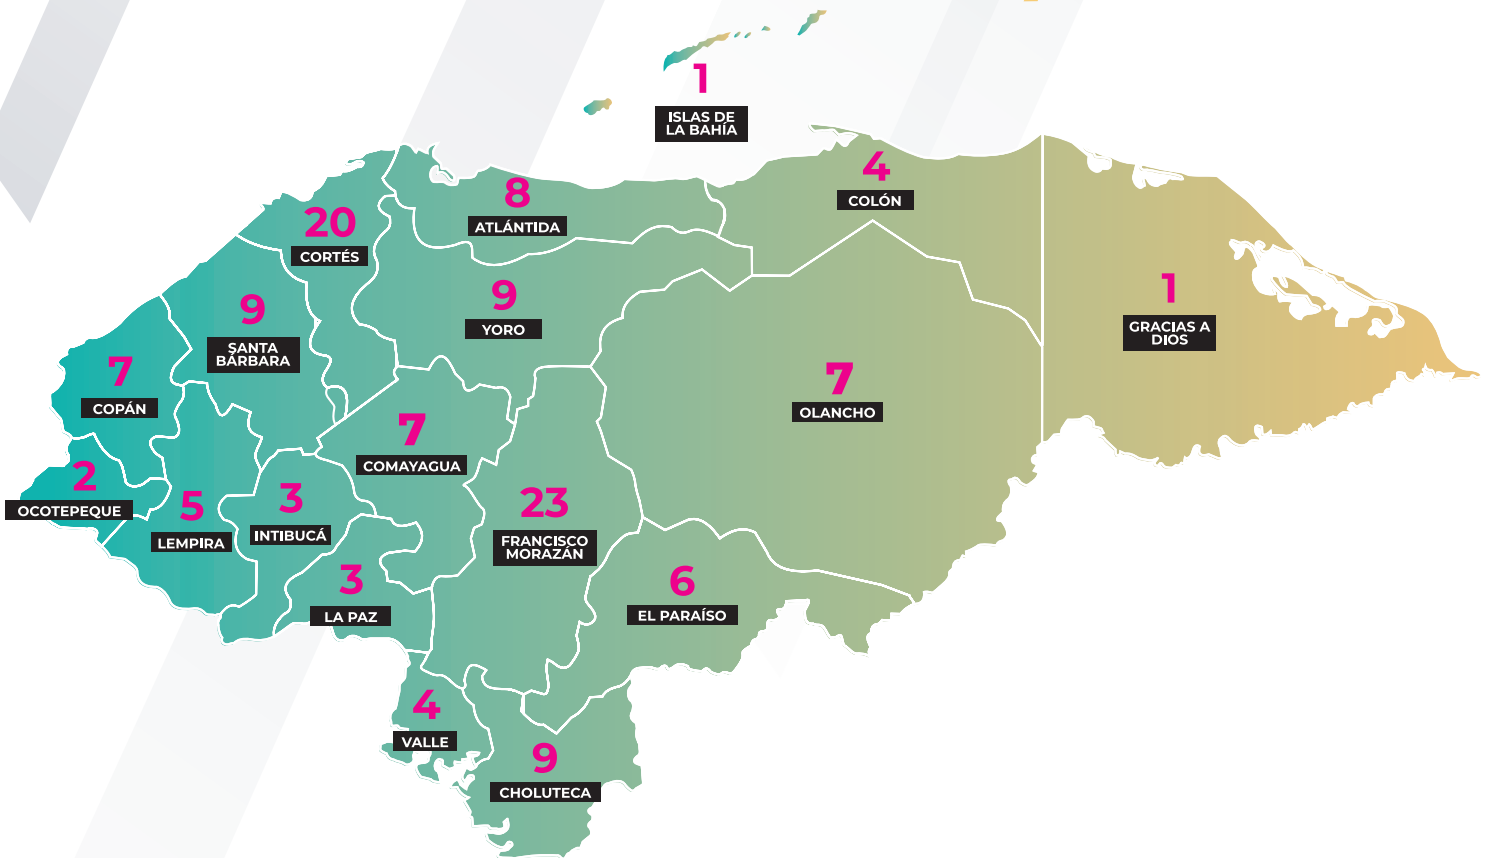 1
ISLAS DE
LA BAHÍA
4
COLÓN
8
ATLÁNTIDA
20
CORTÉS
1
GRACIAS A
DIOS
9
YORO
9
SANTA
BÁRBARA
7
COPÁN
7
OLANCHO
7
COMAYAGUA
2
OCOTEPEQUE
5
LEMPIRA
3
INTIBUCÁ
23
FRANCISCO
MORAZÁN
3
LA PAZ
6
EL PARAÍSO
4
VALLE
9
CHOLUTECA